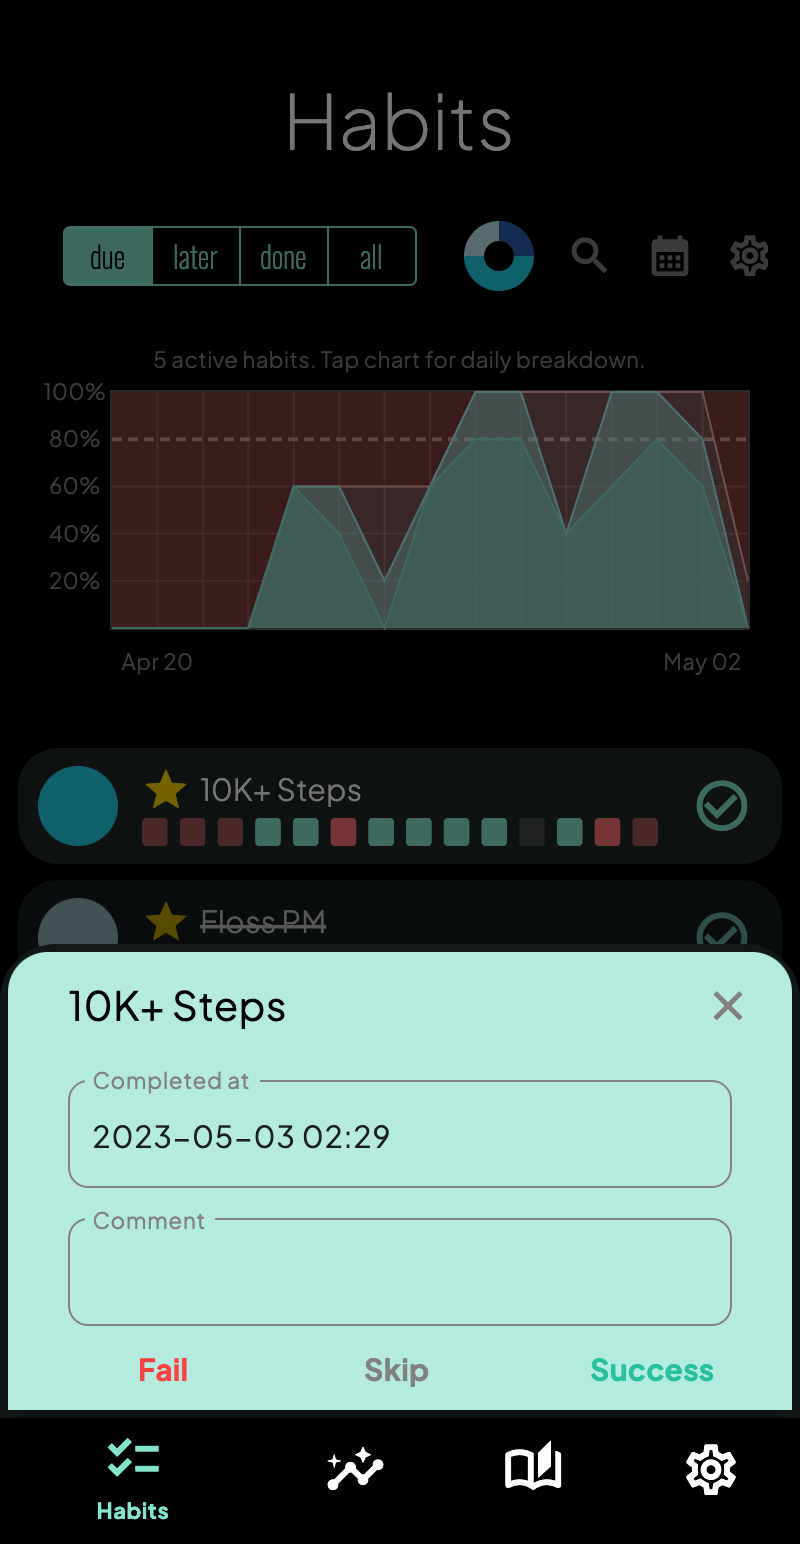 Habits
due later done all
5 active habits. Tap chart for daily breakdown.
100%
80%
60%
40%
20%
Apr 20 May 02
10K+ Steps
Floss PM
10K+ Steps
Completed at
2023-05-03 02:29
Comment
Fail Skip Success
Habits